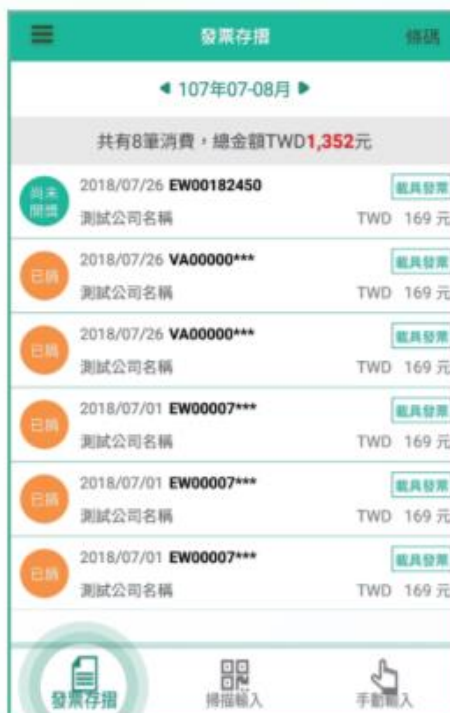 發票存摺 條碼
◀ 107年07-08月 ▶
共有8筆消費,總金額TWD1,352元
尚未
開獎
2018/07/26 EW00182450 載具發票
測試公司名稱 TWD 169 元
已捐
2018/07/26 VA00000*** 載具發票
測試公司名稱 TWD 169 元
已捐
2018/07/26 VA00000*** 載具發票
測試公司名稱 TWD 169 元
已捐
2018/07/01 EW00007*** 載具發票
測試公司名稱 TWD 169 元
已捐
2018/07/01 EW00007*** 載具發票
測試公司名稱 TWD 169 元
已捐
2018/07/01 EW00007*** 載具發票
測試公司名稱 TWD 169 元
發票存摺 掃描輸入 手動輸入